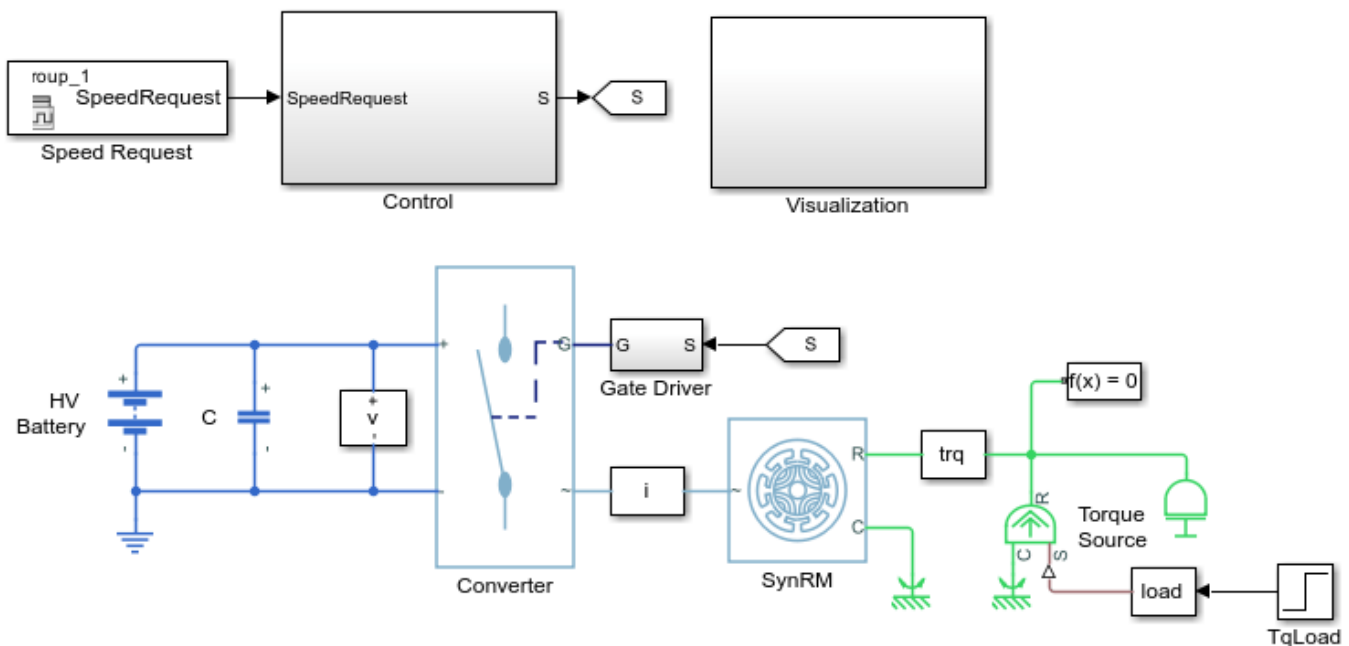 roup_1
SpeedRequest
Speed Request
SpeedRequest
S
Control
S
Visualization
HV
Battery
+
-
C
+
-
+
v
-
+
-
G
~
Converter
G
S
Gate Driver
S
i
~
R
C
SynRM
trq
f(x) = 0
R
C
S
Torque
Source
load
TqLoad